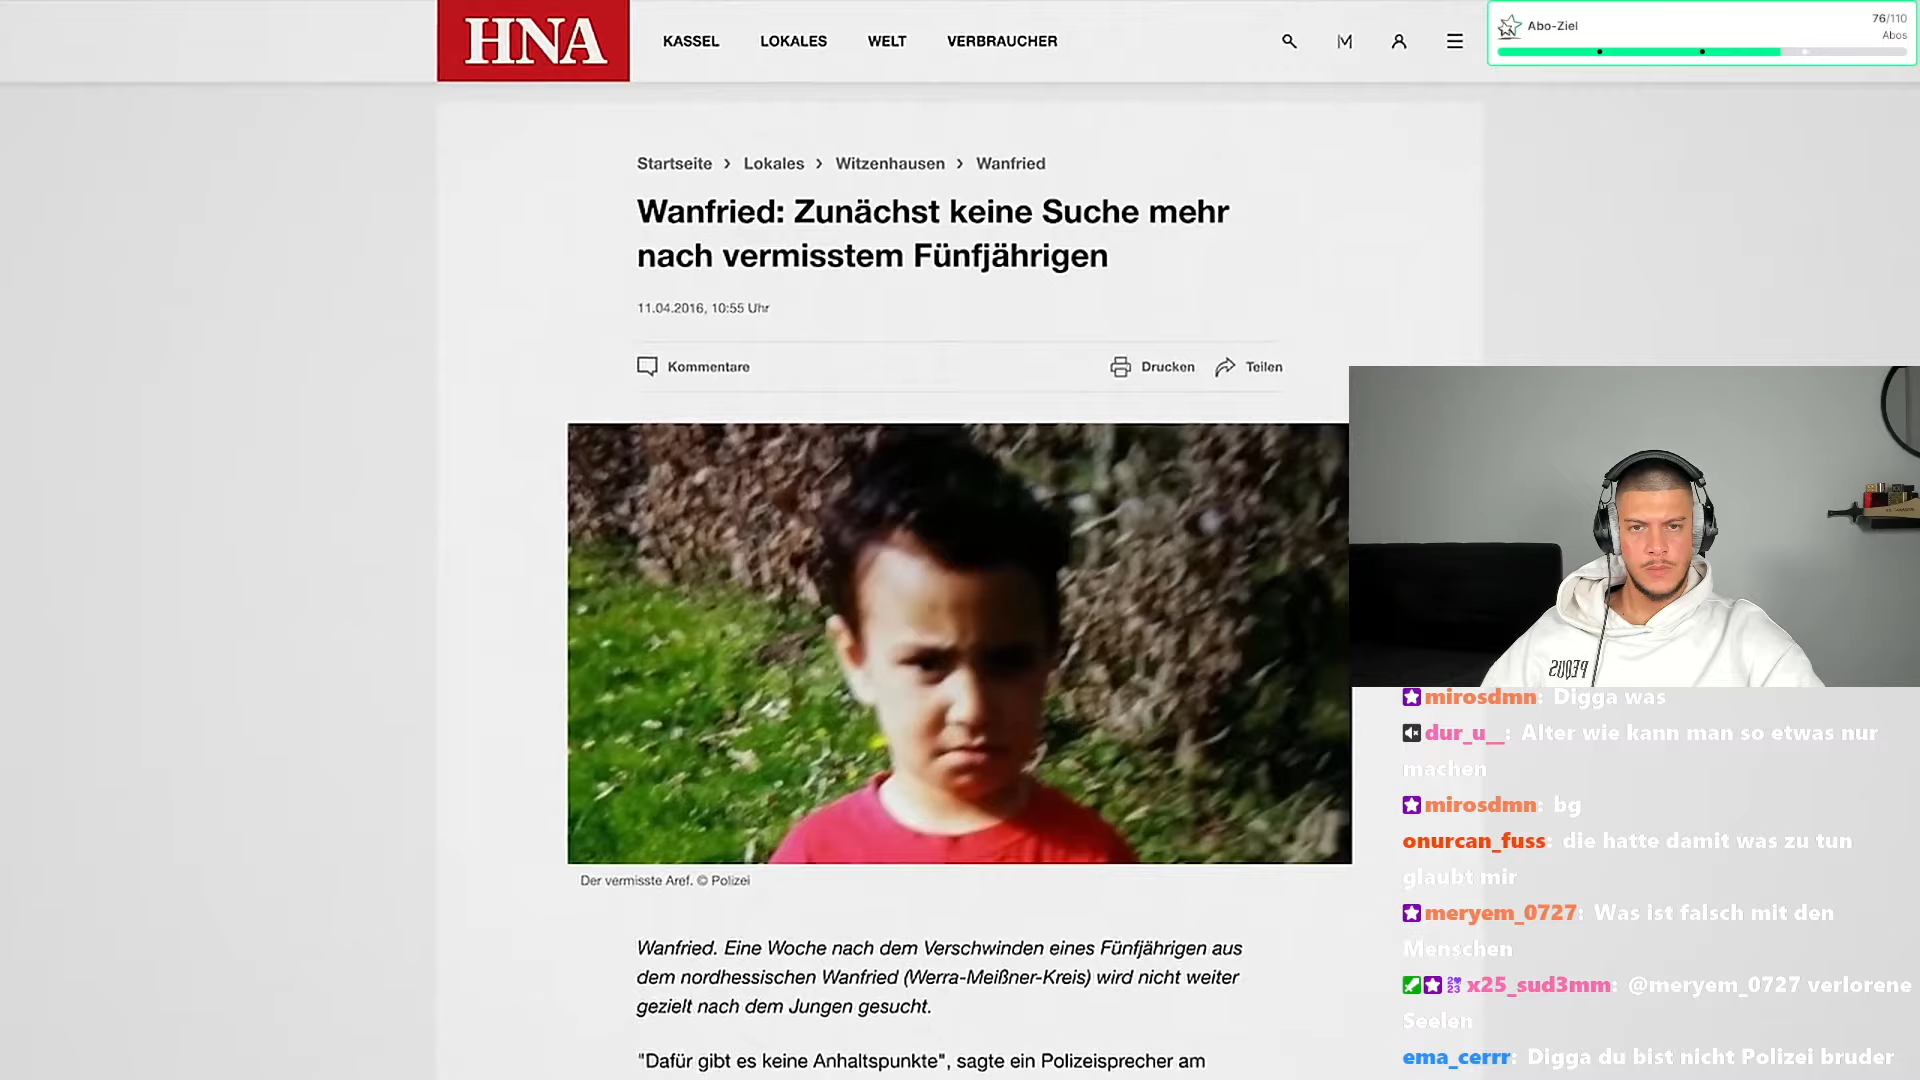 HNA
KASSEL
LOKALES
WELT
VERBRAUCHER
Abo-Ziel
76/110
Abos
Startseite › Lokales › Witzenhausen › Wanfried
Wanfried: Zunächst keine Suche mehr
nach vermisstem Fünfjährigen
11.04.2016, 10:55 Uhr
Kommentare
Drucken
Teilen
Der vermisste Aref. © Polizei
Wanfried. Eine Woche nach dem Verschwinden eines Fünfjährigen aus
dem nordhessischen Wanfried (Werra-Meißner-Kreis) wird nicht weiter
gezielt nach dem Jungen gesucht.
"Dafür gibt es keine Anhaltspunkte", sagte ein Polizeisprecher am
PEQUS
mirosdmn: Digga was
dur_u__: Alter wie kann man so etwas nur
machen
mirosdmn: bg
onurcan_fuss: die hatte damit was zu tun
glaubt mir
meryem_0727: Was ist falsch mit den
Menschen
x25_sud3mm: @meryem_0727 verlorene
Seelen
ema_cerrr: Digga du bist nicht Polizei bruder